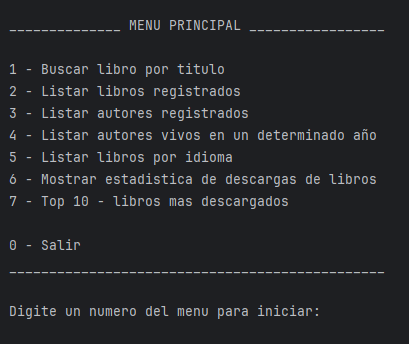 ______________ MENU PRINCIPAL _________________
1 - Buscar libro por titulo
2 - Listar libros registrados
3 - Listar autores registrados
4 - Listar autores vivos en un determinado año
5 - Listar libros por idioma
6 - Mostrar estadistica de descargas de libros
7 - Top 10 - libros mas descargados
0 - Salir
_______________________________________________
Digite un numero del menu para iniciar: